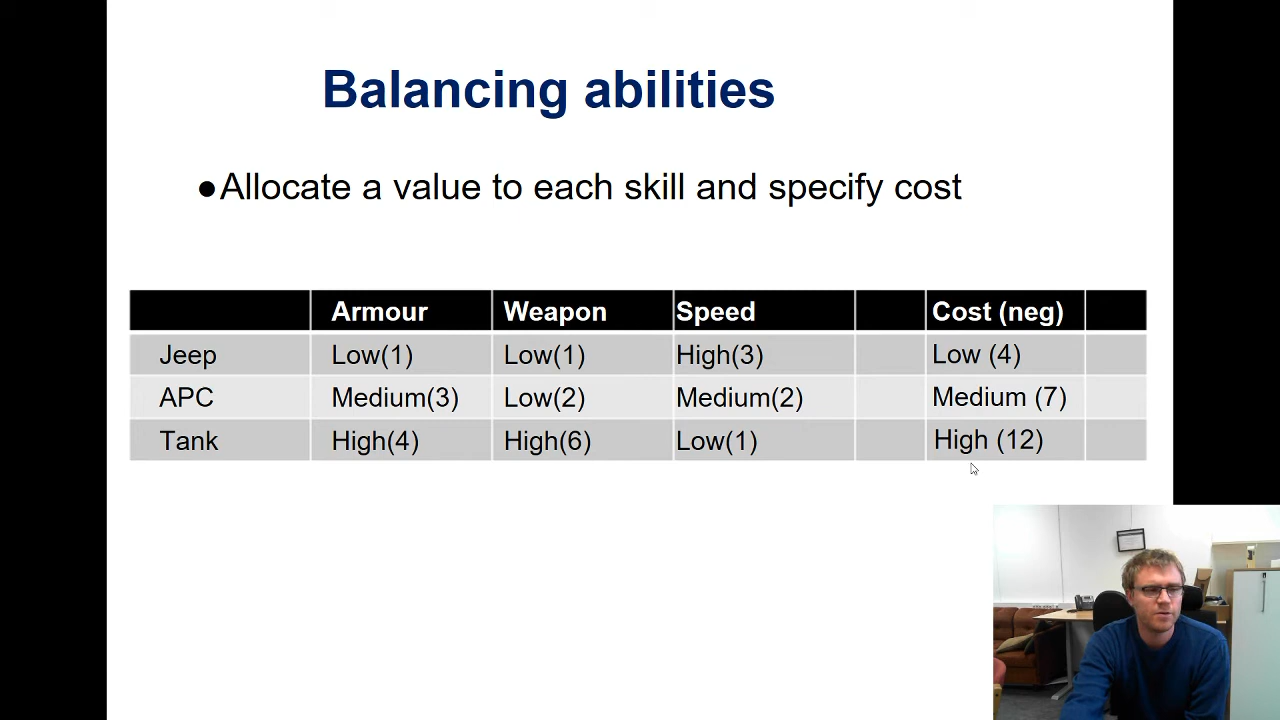 Balancing abilities
●Allocate a value to each skill and specify cost
Armour Weapon Speed Cost (neg)
Jeep Low(1) Low(1) High(3) Low (4)
APC Medium(3) Low(2) Medium(2) Medium (7)
Tank High(4) High(6) Low(1) High (12)